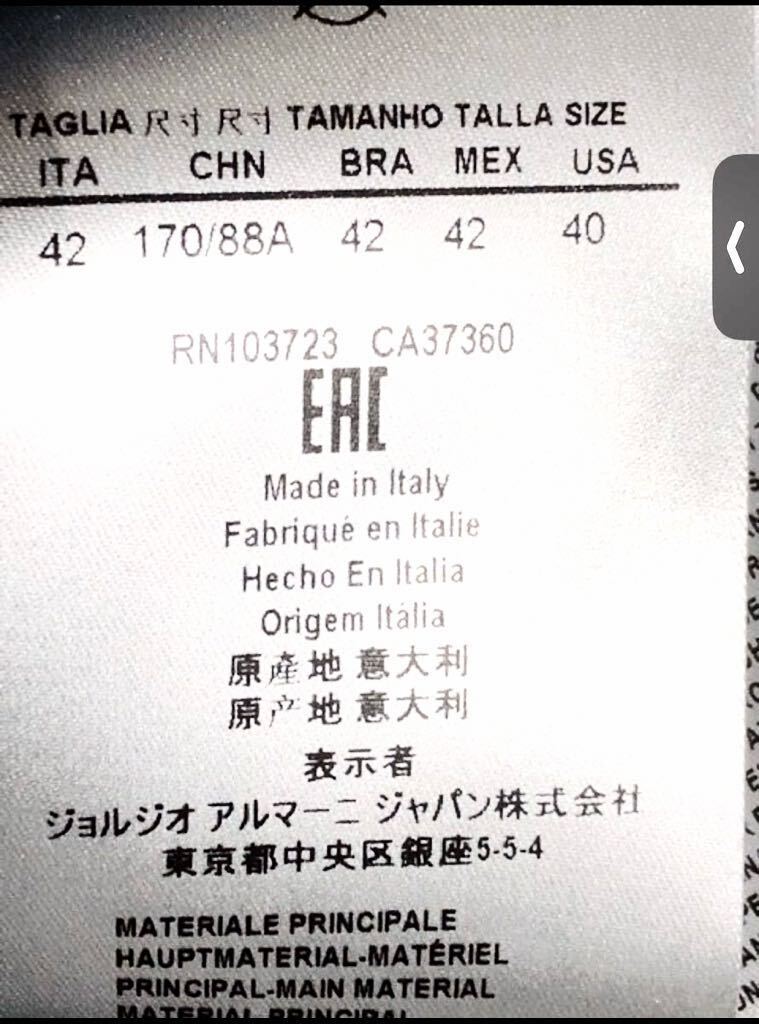 TAGLIA 尺寸 尺寸 TAMANHO TALLA SIZE
ITA CHN BRA MEX USA
42 170/88A 42 42 40
RN103723 CA37360
EAC
Made in Italy
Fabriqué en Italie
Hecho En Italia
Origem Itália
原產地 意大利
原产地 意大利
表示者
ジョルジオ アルマーニ ジャパン株式会社
東京都中央区銀座5-5-4
MATERIALE PRINCIPALE
HAUPTMATERIAL-MATÉRIEL
PRINCIPAL-MAIN MATERIAL
MATERIAL PRINCIPAL